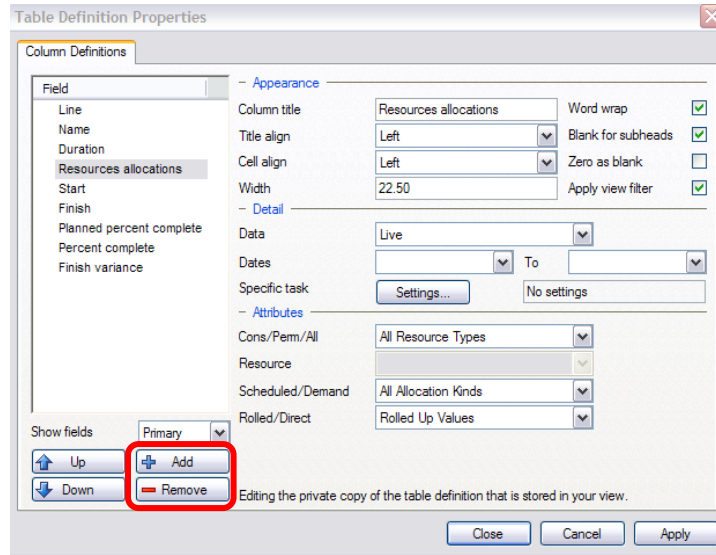 Table Definition Properties
Column Definitions
Field
Line
Name
Duration
Resources allocations
Start
Finish
Planned percent complete
Percent complete
Finish variance
Show fields Primary
Up Add
Down Remove
Appearance
Column title Resources allocations Word wrap
Title align Left Blank for subheads
Cell align Left Zero as blank
Width 22.50 Apply view filter
Detail
Data Live
Dates To
Specific task Settings... No settings
Attributes
Cons/Perm/All All Resource Types
Resource
Scheduled/Demand All Allocation Kinds
Rolled/Direct Rolled Up Values
Editing the private copy of the table definition that is stored in your view.
Close Cancel Apply